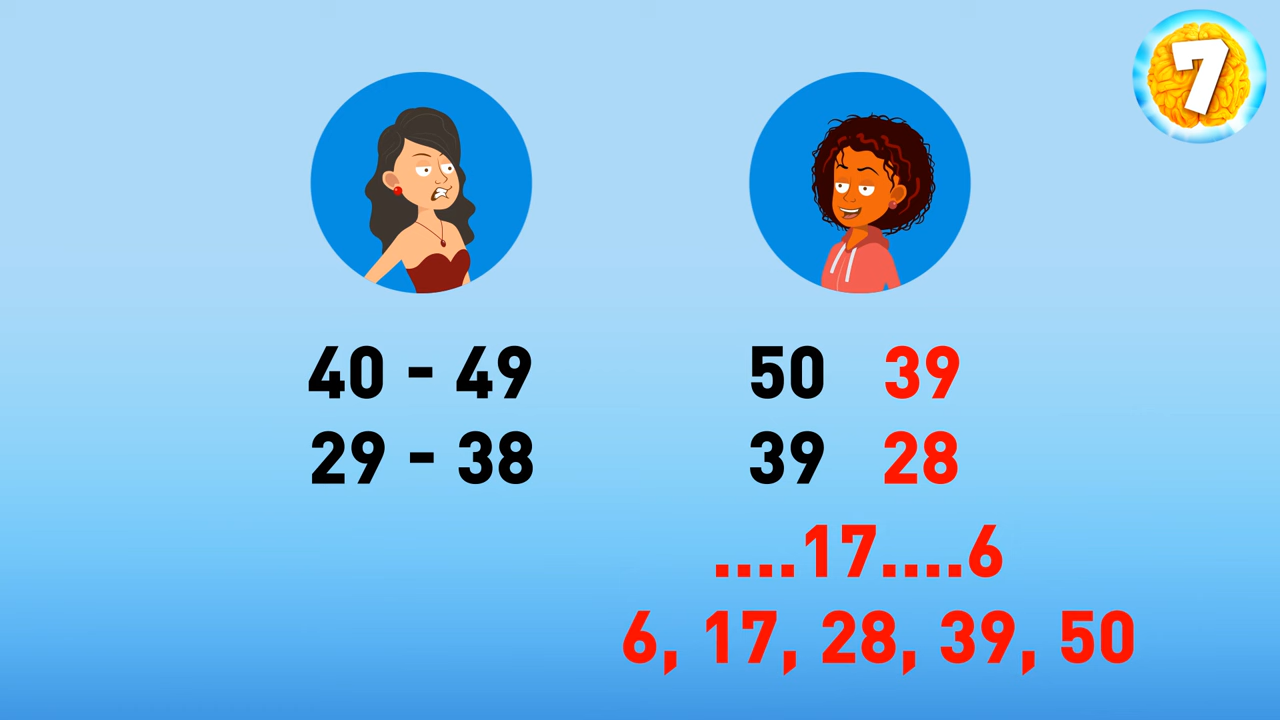 7
40 - 49 50 39
29 - 38 39 28
....17....6
6, 17, 28, 39, 50